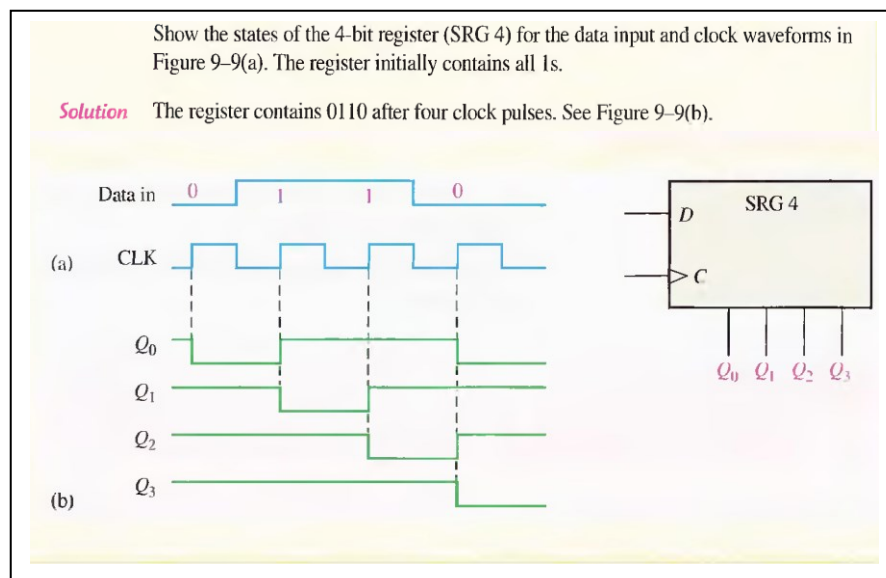 Show the states of the 4-bit register (SRG 4) for the data input and clock waveforms in
Figure 9–9(a). The register initially contains all 1s.
Solution The register contains 0110 after four clock pulses. See Figure 9–9(b).
Data in 0 1 1 0
(a) CLK
Q0
Q1
Q2
(b) Q3
SRG 4
D
C
Q0 Q1 Q2 Q3